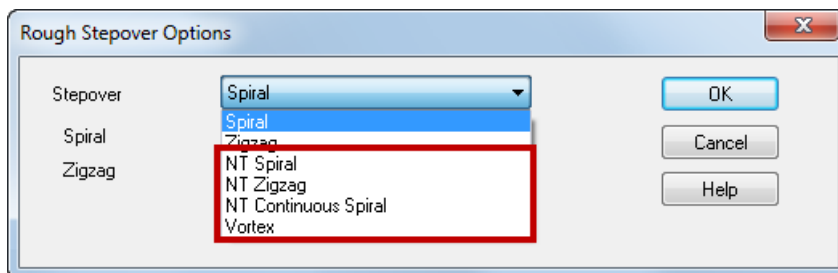 Rough Stepover Options
Stepover Spiral OK
Spiral Spiral
Zigzag Cancel
Zigzag NT Spiral
NT Zigzag Help
NT Continuous Spiral
Vortex